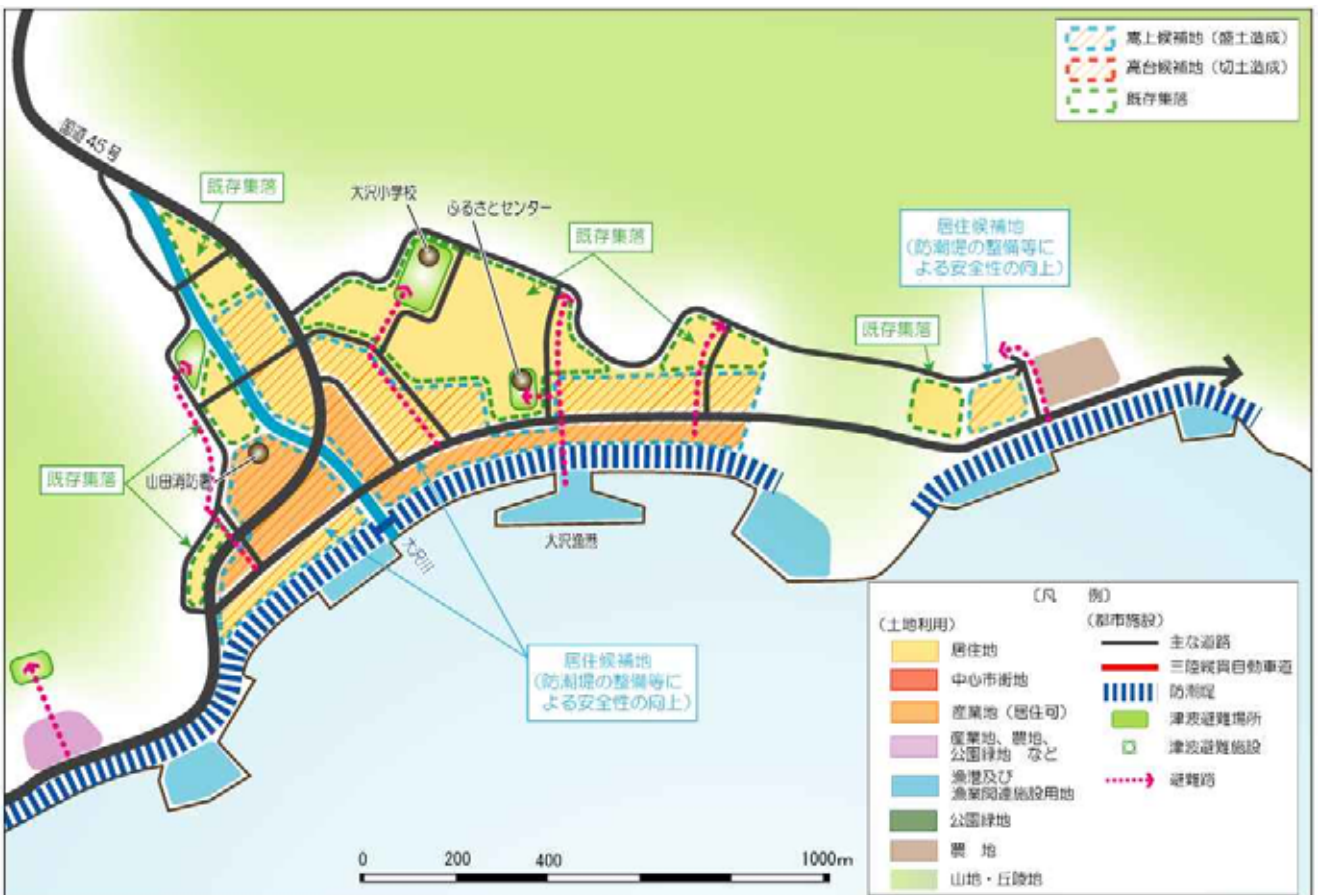 嵩上候補地（盛土造成）
高台候補地（切土造成）
既存集落
国道45号
既存集落
大沢小学校
ふるさとセンター
既存集落
居住候補地
（防潮堤の整備等に
よる安全性の向上）
既存集落
既存集落
山田消防署
大沢川
大沢漁港
居住候補地
（防潮堤の整備等に
よる安全性の向上）
〔凡 例〕
（土地利用）
居住地
中心市街地
産業地（居住可）
産業地、農地、
公園緑地 など
漁港及び
漁業関連施設用地
公園緑地
農 地
山地・丘陵地
（都市施設）
主な道路
三陸縦貫自動車道
防潮堤
津波避難場所
津波避難施設
避難路
0 200 400 1000m